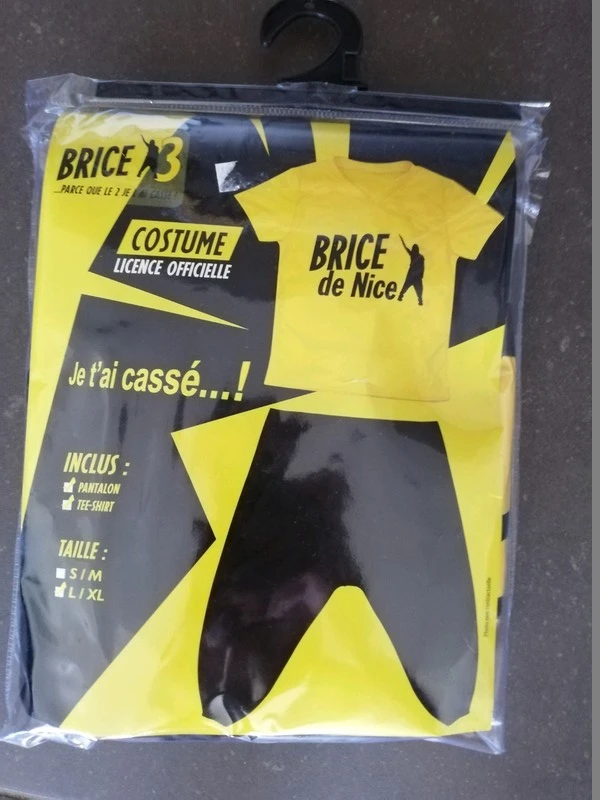 BRICE 3
...PARCE QUE LE 2 JE L'AI CASSÉ
COSTUME
LICENCE OFFICIELLE
BRICE
de Nice
Je t'ai cassé...!
INCLUS :
PANTALON
TEE-SHIRT
TAILLE :
S/M
L/XL